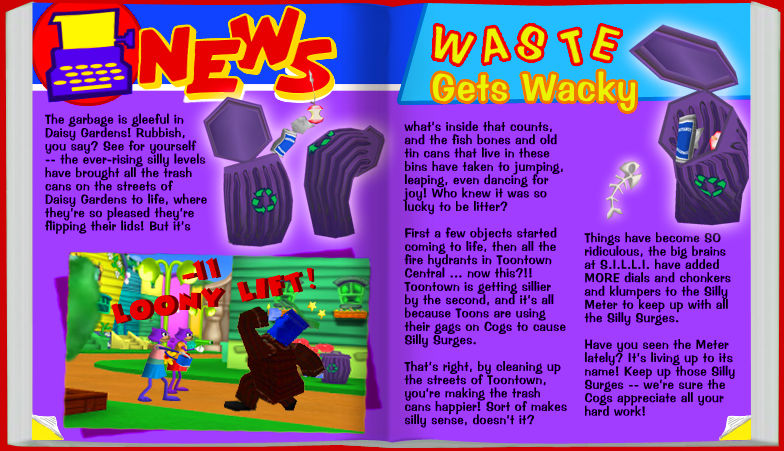 NEWS
The garbage is gleeful in
Daisy Gardens! Rubbish,
you say? See for yourself
-- the ever-rising silly levels
have brought all the trash
cans on the streets of
Daisy Gardens to life, where
they're so pleased they're
flipping their lids! But it's
-11
LOONY LIFT!
WASTE
Gets Wacky
what's inside that counts,
and the fish bones and old
tin cans that live in these
bins have taken to jumping,
leaping, even dancing for
joy! Who knew it was so
lucky to be litter?
First a few objects started
coming to life, then all the
fire hydrants in Toontown
Central ... now this?!!
Toontown is getting sillier
by the second, and it's all
because Toons are using
their gags on Cogs to cause
Silly Surges.
That's right, by cleaning up
the streets of Toontown,
you're making the trash
cans happier! Sort of makes
silly sense, doesn't it?
Things have become SO
ridiculous, the big brains
at S.I.L.L.I. have added
MORE dials and chonkers
and klumpers to the Silly
Meter to keep up with all
the Silly Surges.
Have you seen the Meter
lately? It's living up to its
name! Keep up those Silly
Surges -- we're sure the
Cogs appreciate all your
hard work!